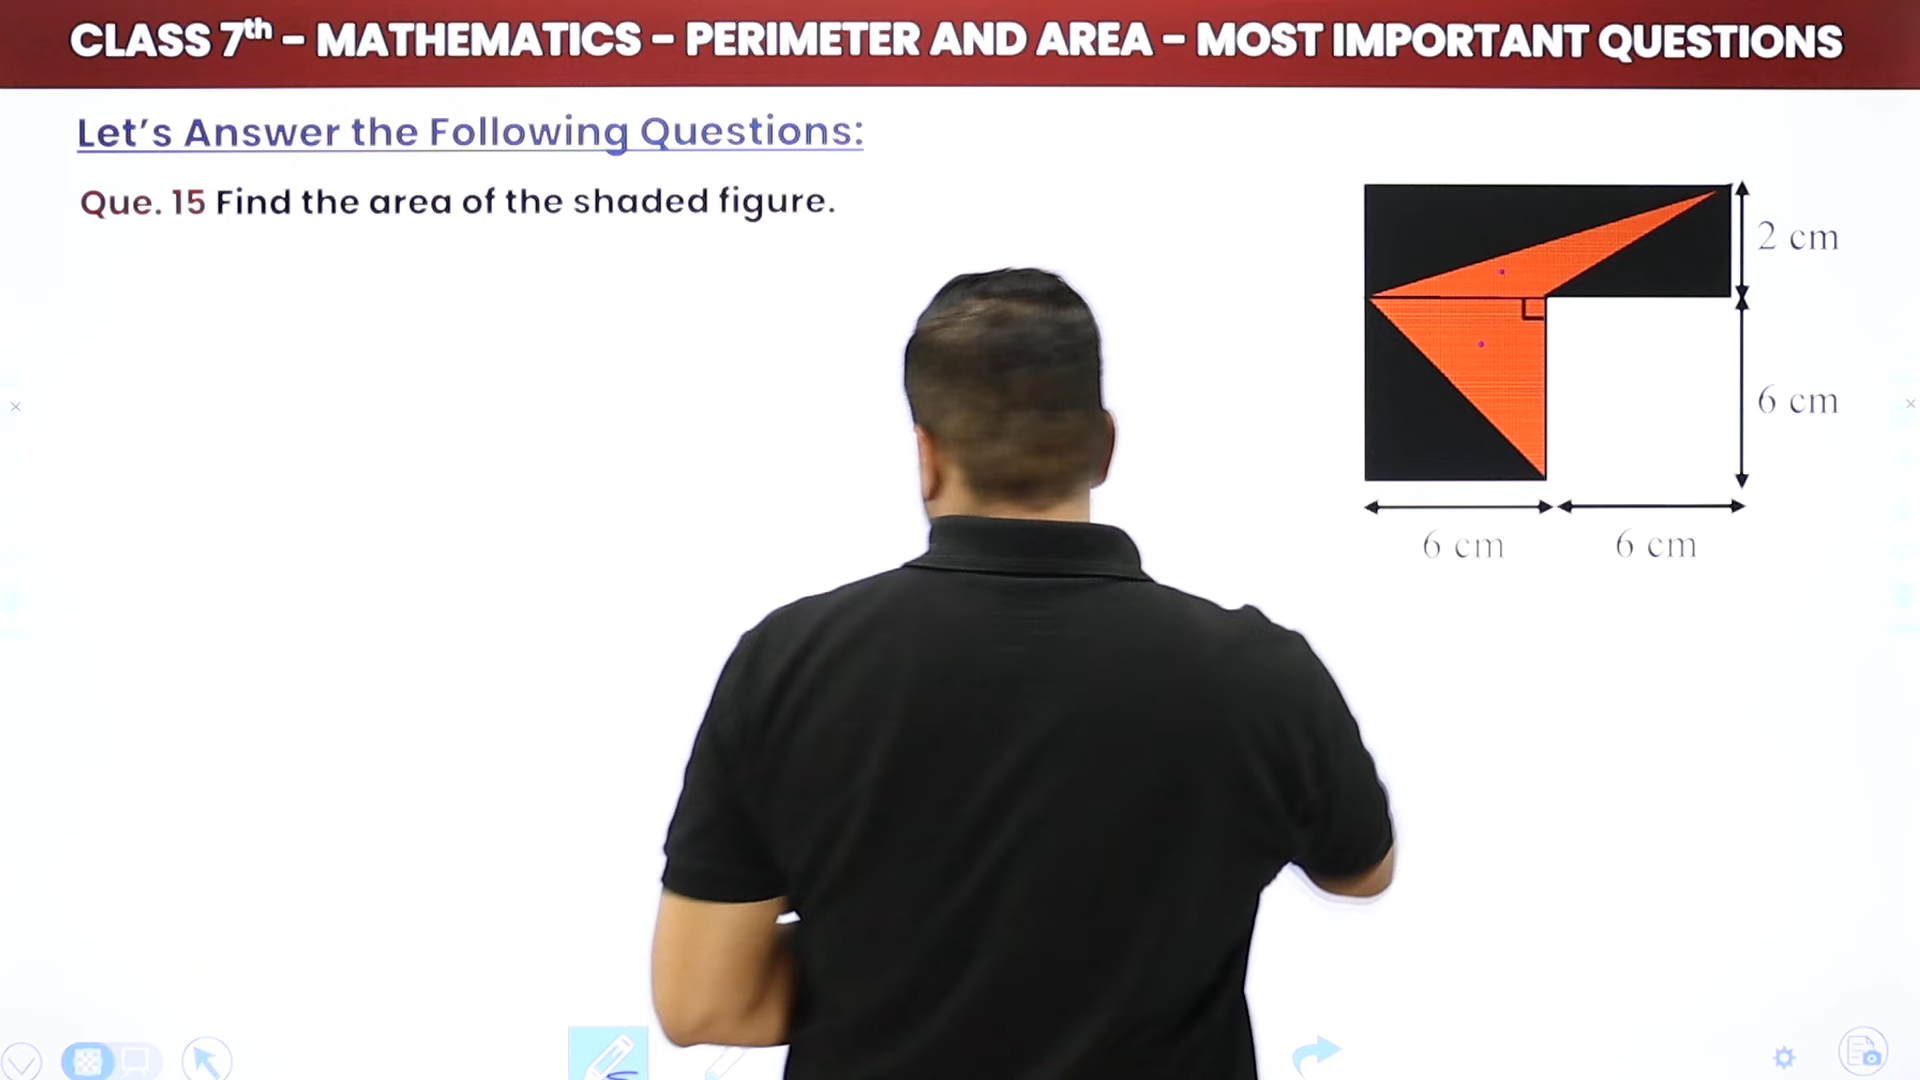 CLASS 7th - MATHEMATICS - PERIMETER AND AREA - MOST IMPORTANT QUESTIONS
Let's Answer the Following Questions:
Que. 15 Find the area of the shaded figure.
2 cm
6 cm
6 cm 6 cm